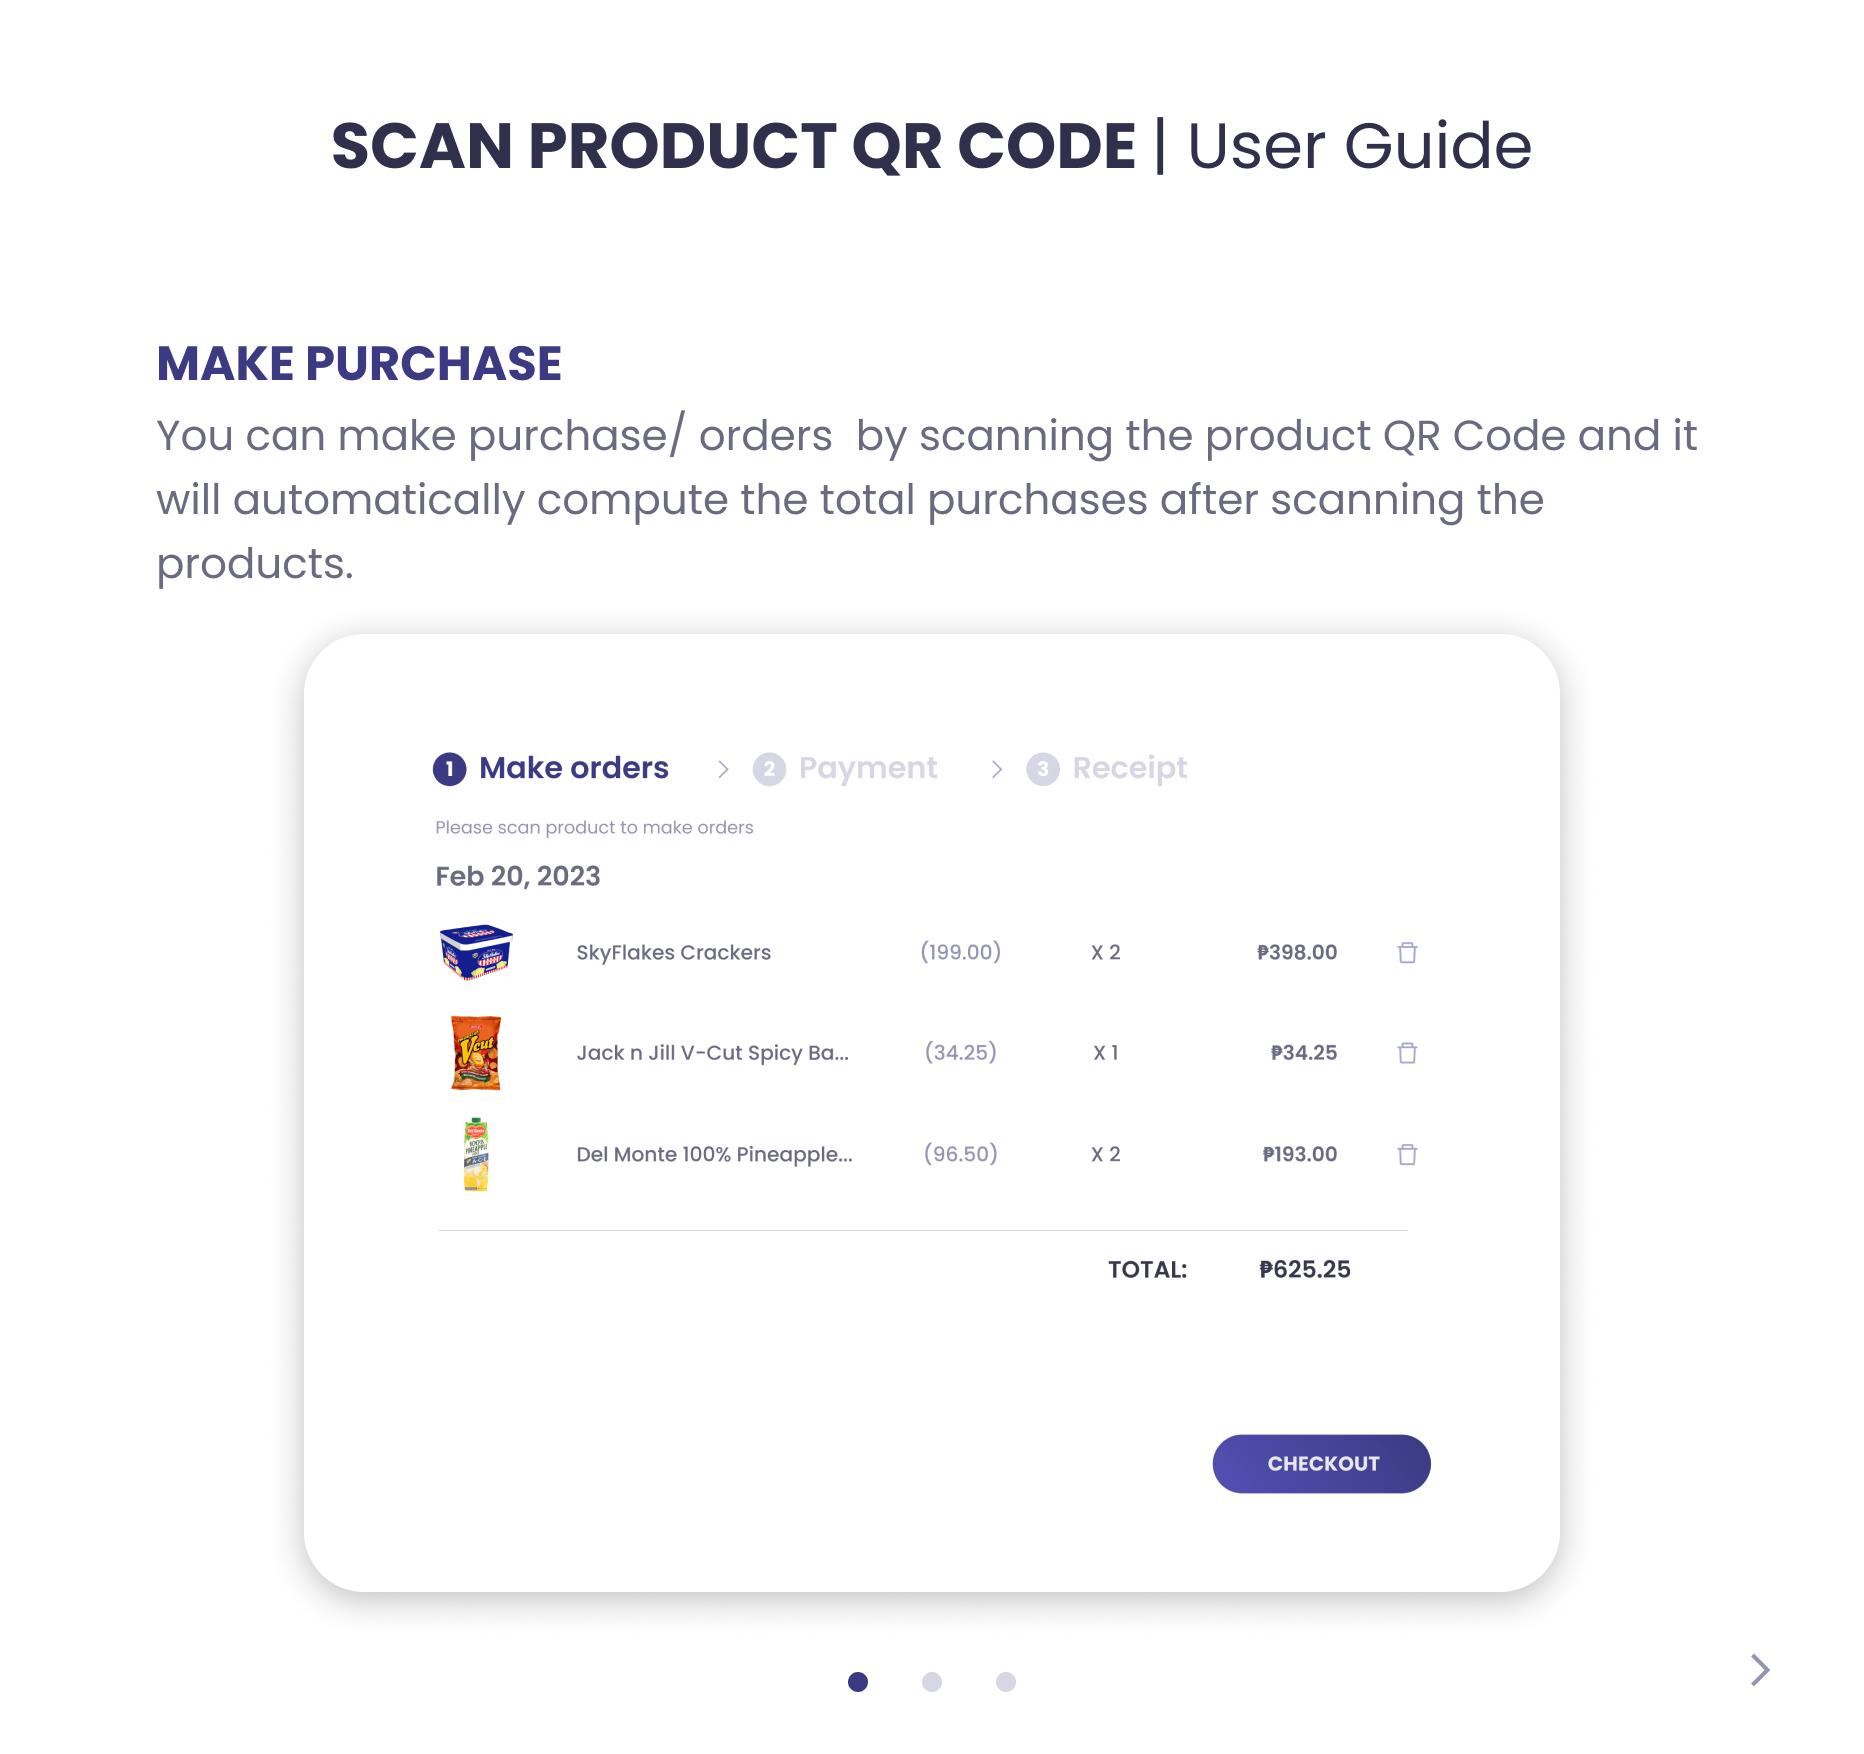 SCAN PRODUCT QR CODE | User Guide
MAKE PURCHASE
You can make purchase/ orders  by scanning the product QR Code and it
will automatically compute the total purchases after scanning the
products.
1 Make orders > 2 Payment > 3 Receipt
Please scan product to make orders
Feb 20, 2023
SkyFlakes
SkyFlakes Crackers (199.00) X 2 ₱398.00
Vcut
Jack n Jill V-Cut Spicy Ba... (34.25) X 1 ₱34.25
100%
PINEAPPLE
Del Monte 100% Pineapple... (96.50) X 2 ₱193.00
TOTAL: ₱625.25
CHECKOUT